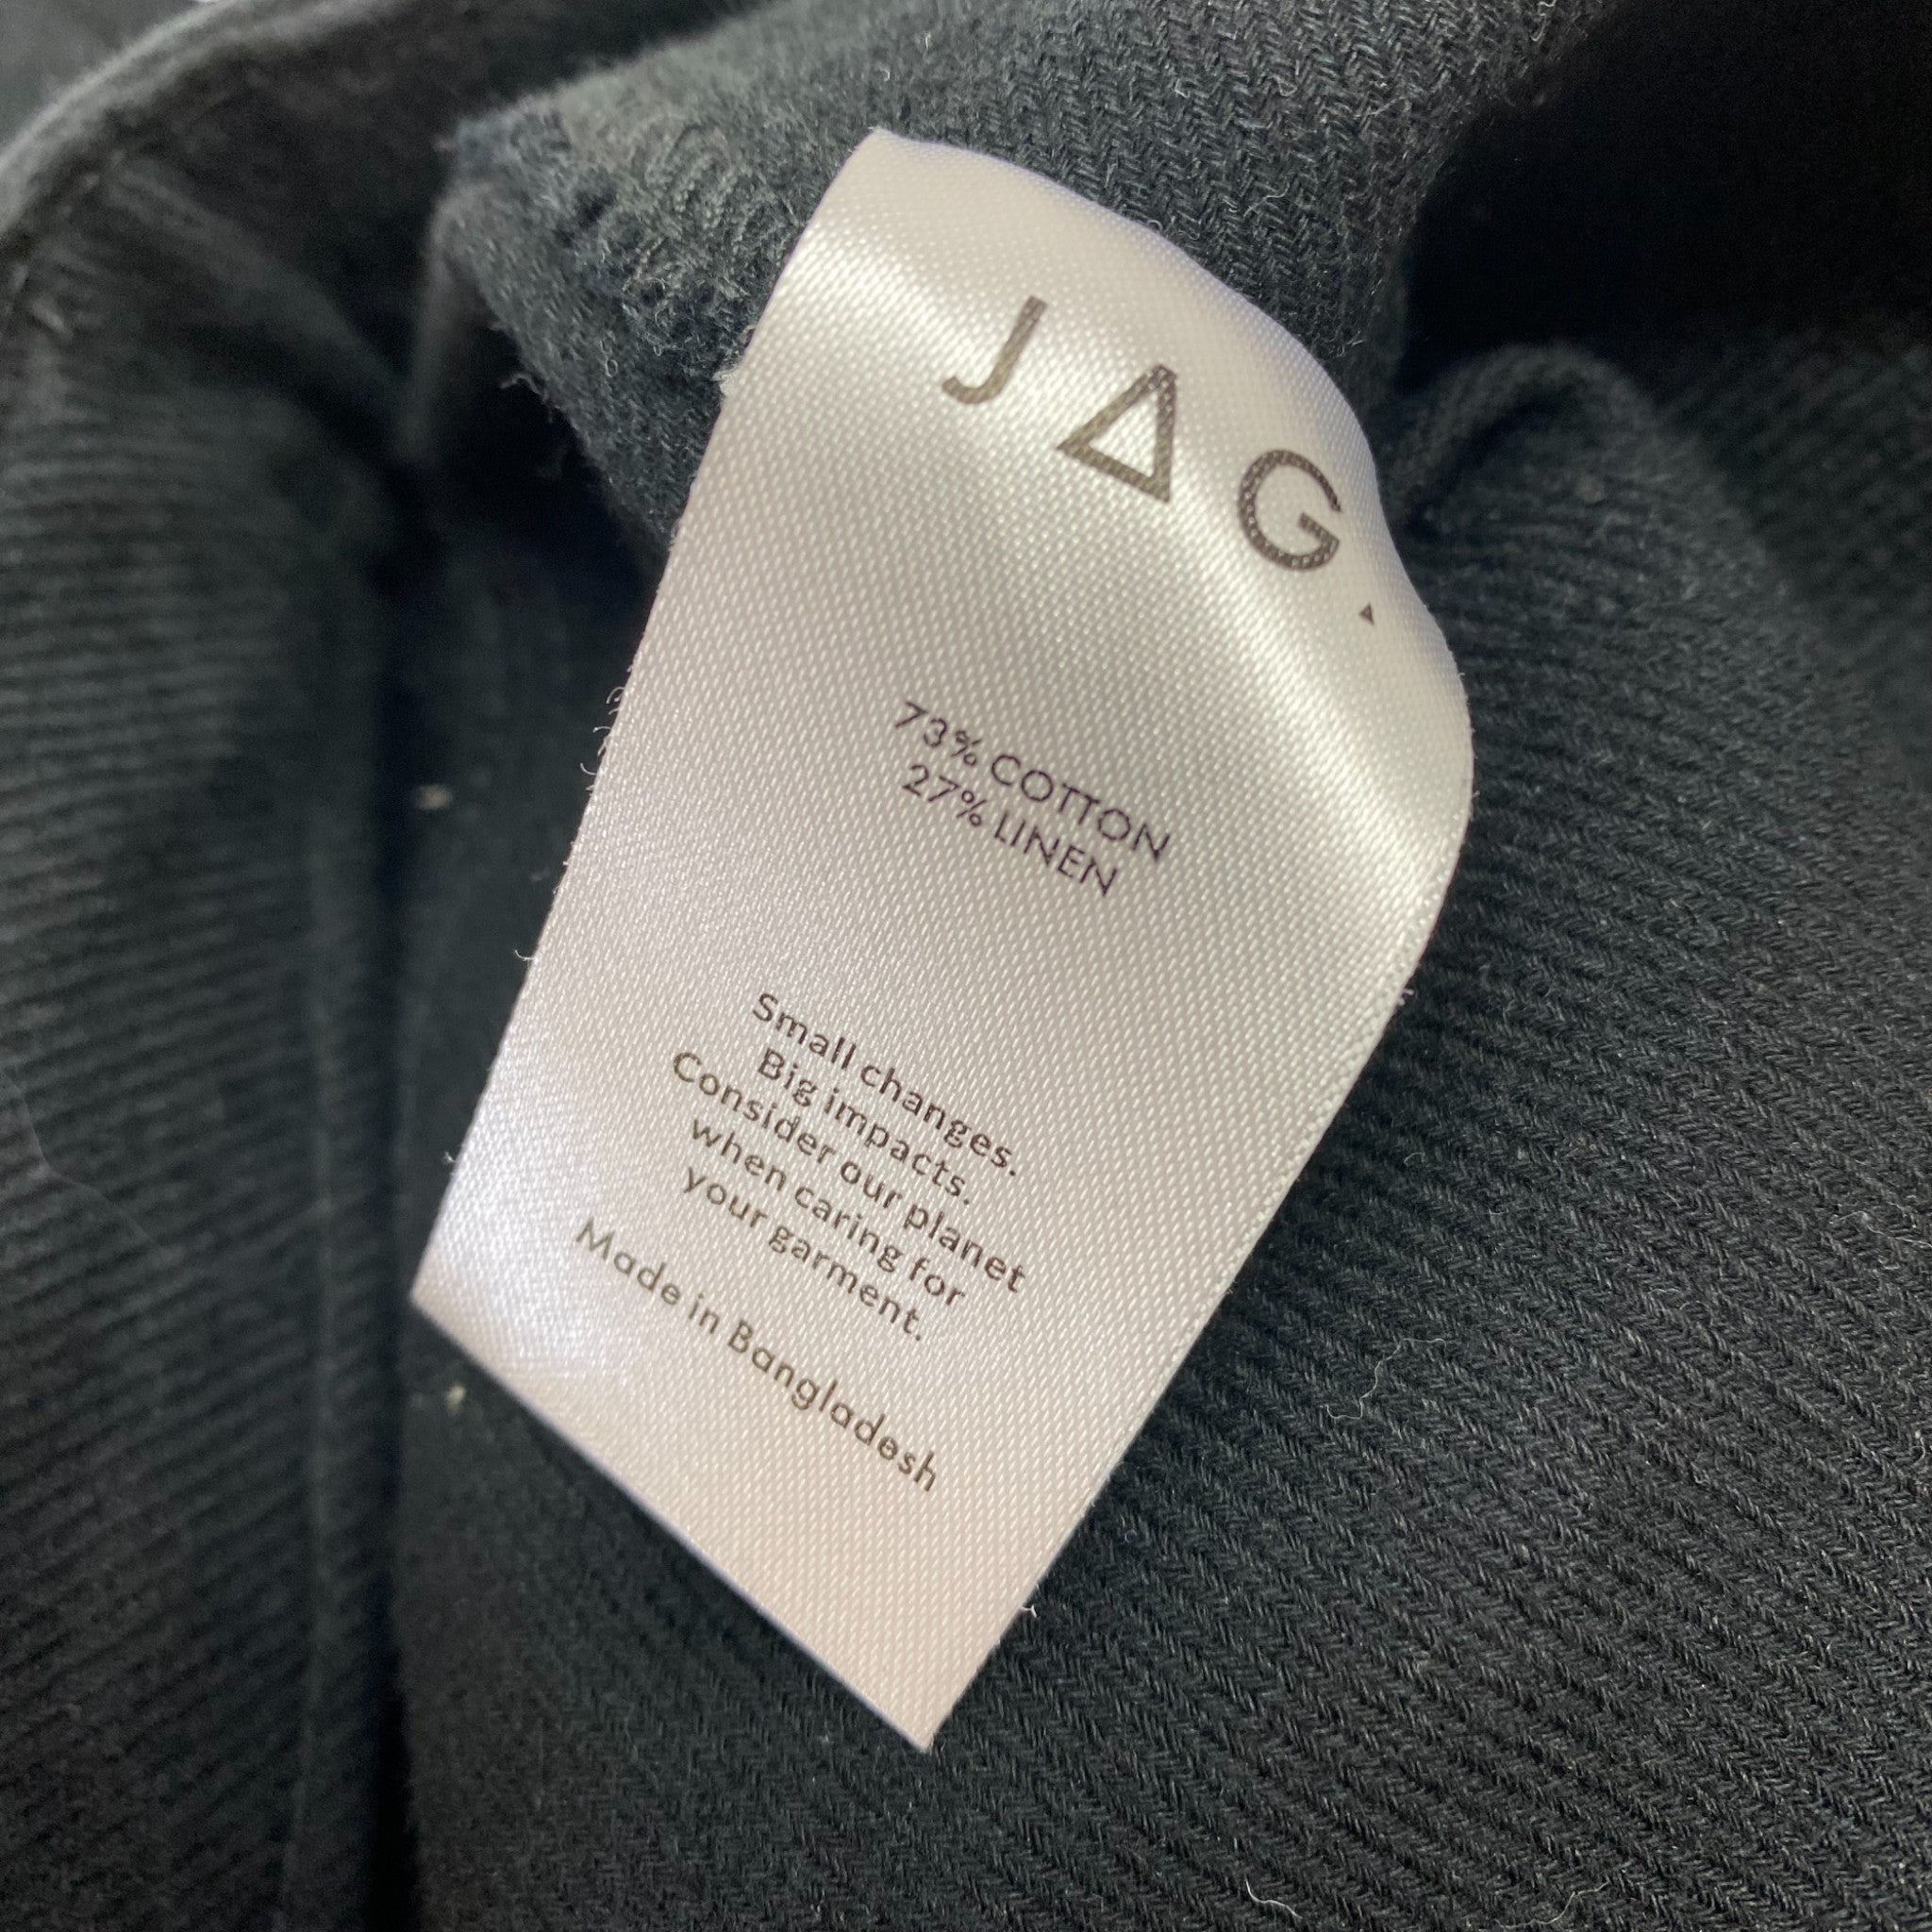 JAG.
73% COTTON
27% LINEN
Small changes.
Big impacts.
Consider our planet
when caring for
your garment.
Made in Bangladesh